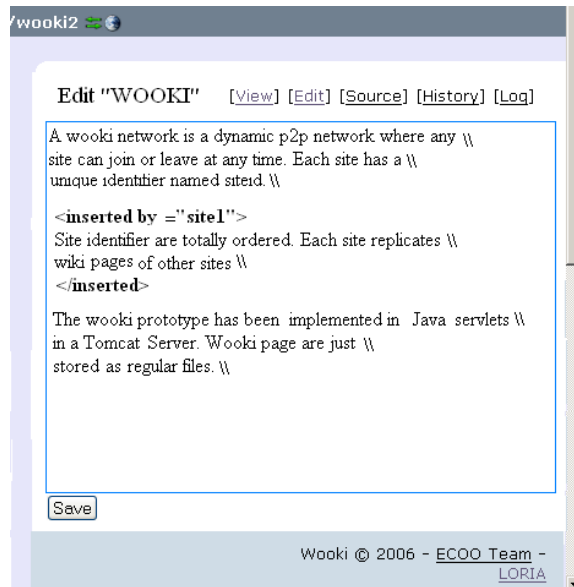 /wooki2
Edit "WOOKI" [View] [Edit] [Source] [History] [Log]
A wooki network is a dynamic p2p network where any \\
site can join or leave at any time. Each site has a \\
unique identifier named siteid. \\
<inserted by ="site1">
Site identifier are totally ordered. Each site replicates \\
wiki pages of other sites \\
</inserted>
The wooki prototype has been implemented in Java servlets \\
in a Tomcat Server. Wooki page are just \\
stored as regular files. \\
Save
Wooki © 2006 - ECOO Team -
LORIA